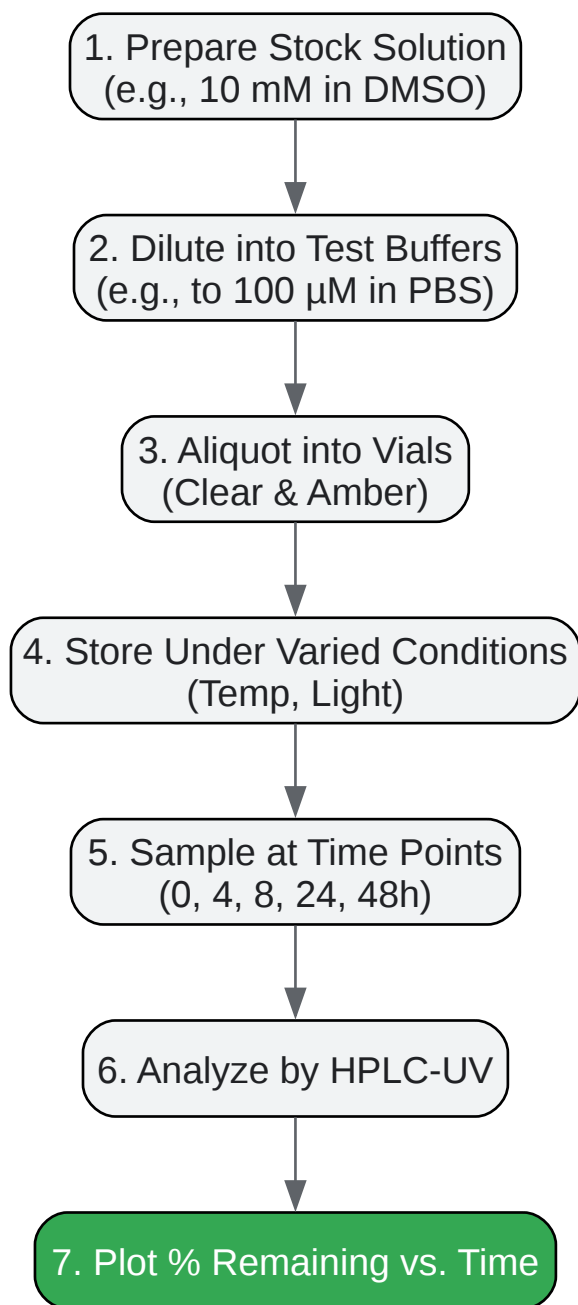 1. Prepare Stock Solution
(e.g., 10 mM in DMSO)
2. Dilute into Test Buffers
(e.g., to 100 µM in PBS)
3. Aliquot into Vials
(Clear & Amber)
4. Store Under Varied Conditions
(Temp, Light)
5. Sample at Time Points
(0, 4, 8, 24, 48h)
6. Analyze by HPLC-UV
7. Plot % Remaining vs. Time